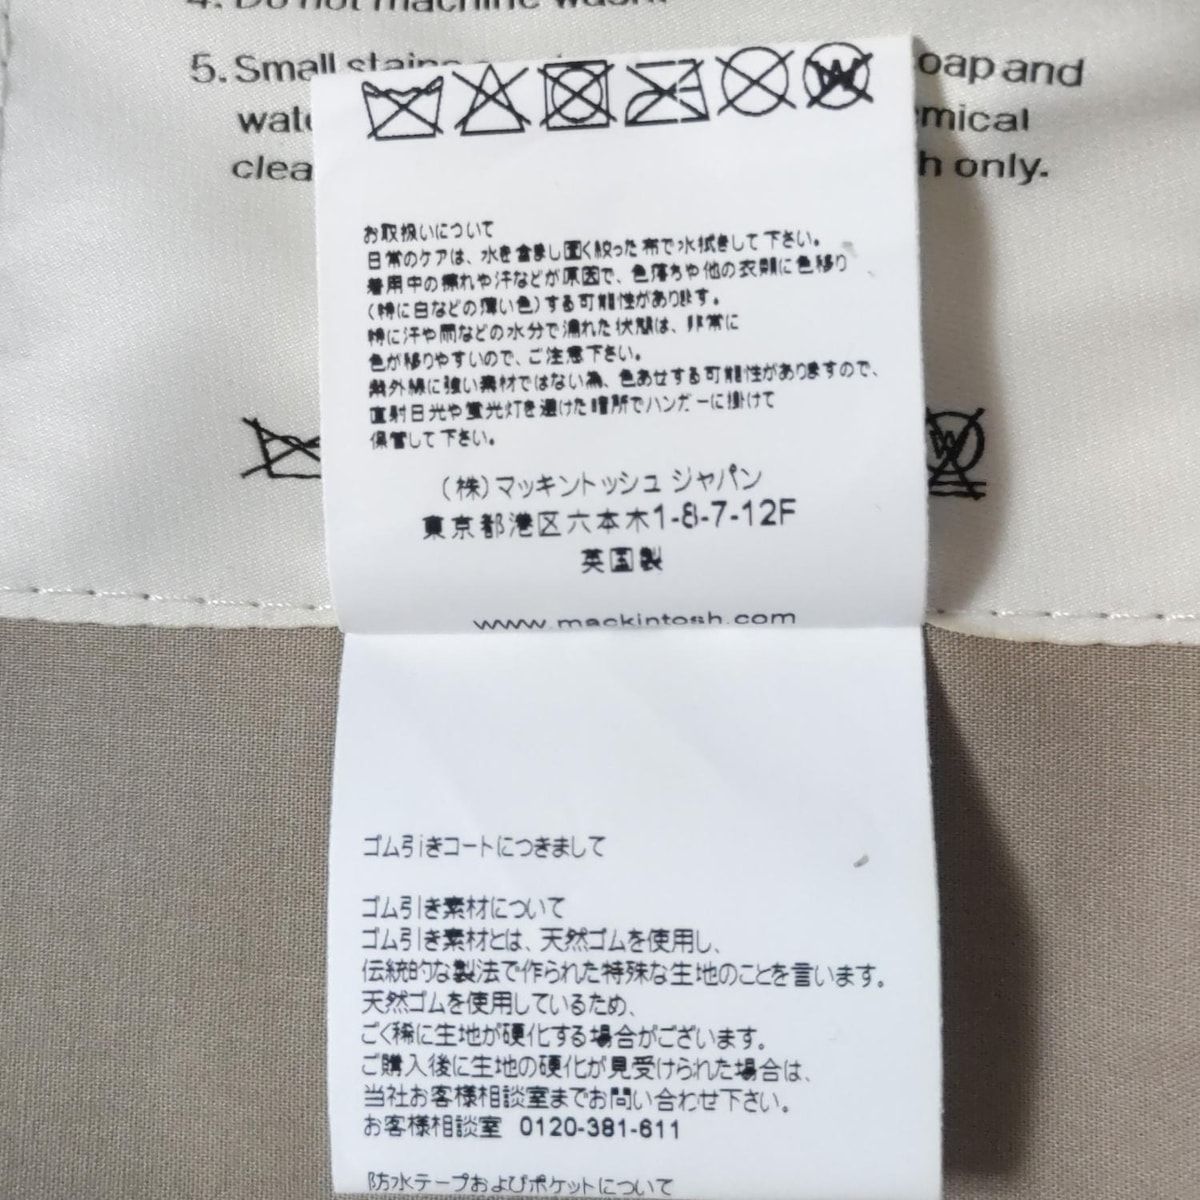 4. Do not machine wash.
5. Small stains
oap and
wate
mical
clea
h only.
お取扱いについて
日常のケアは、水を含まし固く絞った布で水拭きして下さい。
着用中の擦れや汗などが原因で、色落ちや他の衣類に色移り
(特に白などの薄い色)する可能性があります。
特に汗や雨などの水分で濡れた状態は、非常に
色が移りやすいので、ご注意下さい。
紫外線に強い素材ではない為、色あせする可能性がありますので、
直射日光や蛍光灯を避けた暗所でハンガーに掛けて
保管して下さい。
(株)マッキントッシュ ジャパン
東京都港区六本木1-8-7-12F
英国製
www.mackintosh.com
ゴム引きコートにつきまして
ゴム引き素材について
ゴム引き素材とは、天然ゴムを使用し、
伝統的な製法で作られた特殊な生地のことを言います。
天然ゴムを使用しているため、
ごく稀に生地が硬化する場合がございます。
ご購入後に生地の硬化が見受けられた場合は、
当社お客様相談室までお問い合わせ下さい。
お客様相談室 0120-381-611
防水テープおよびポケットについて